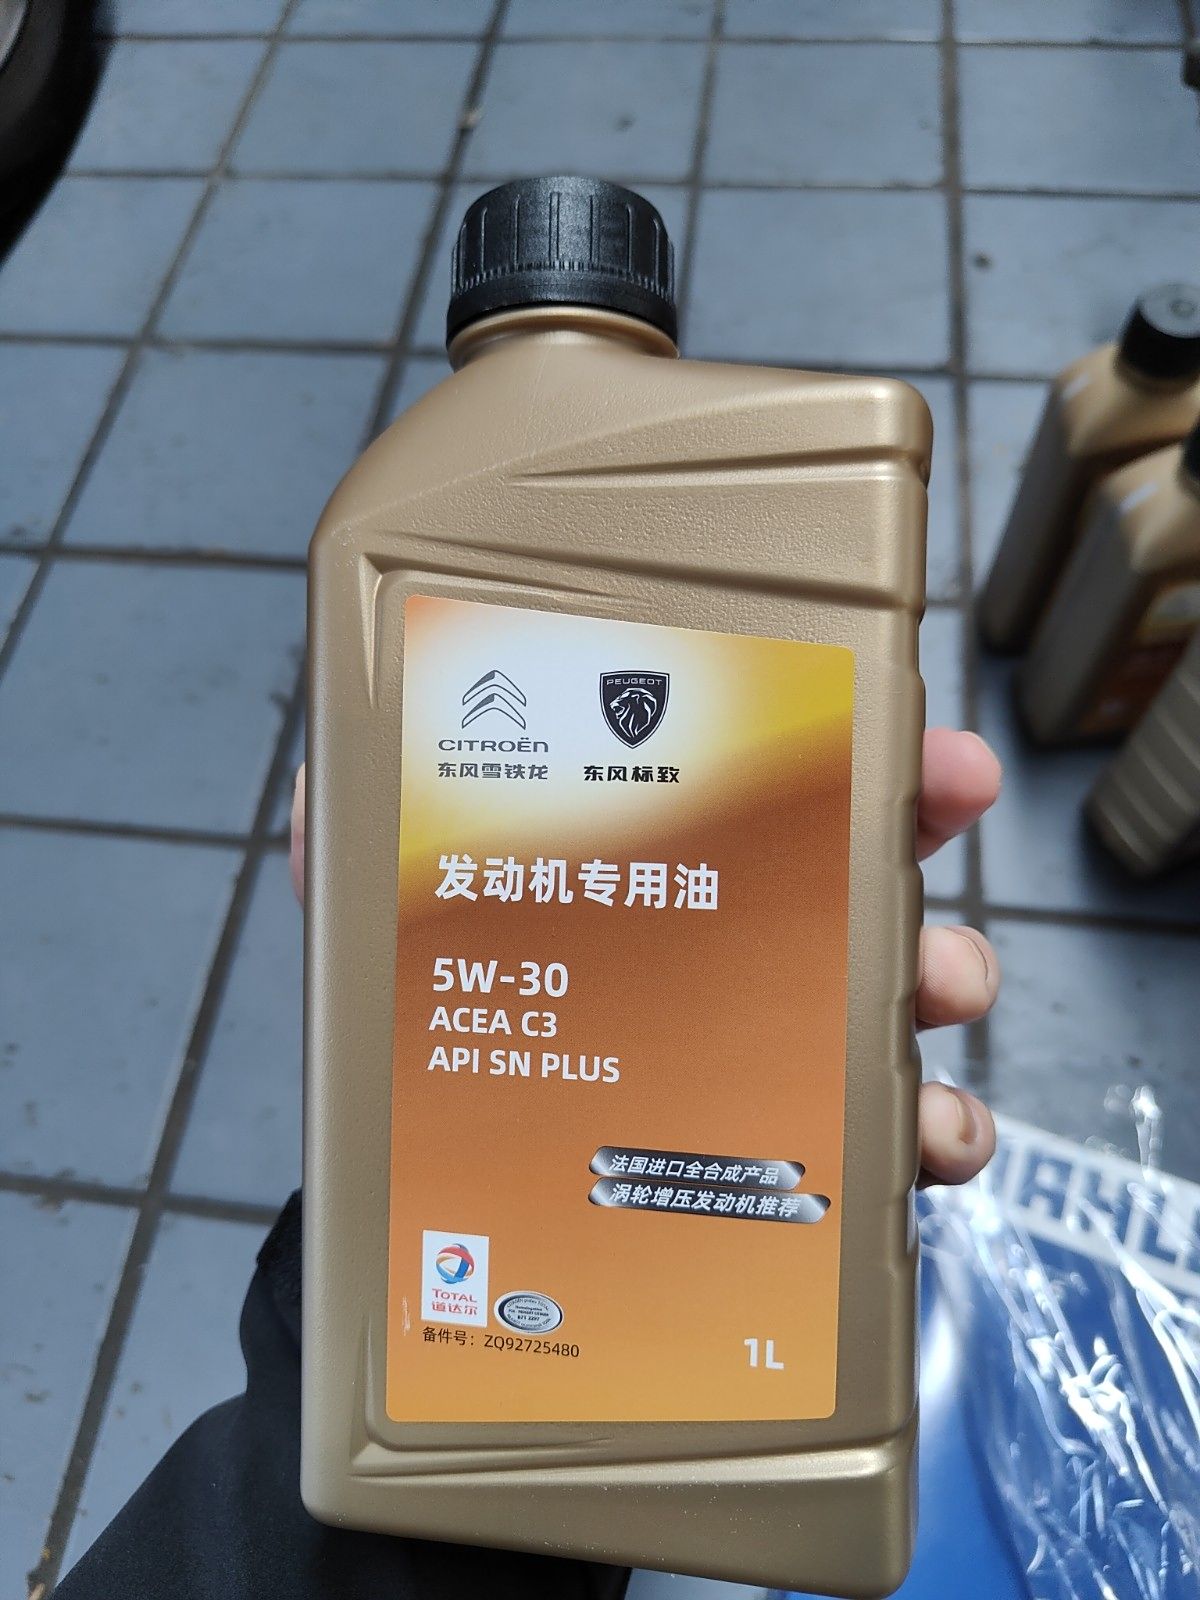 CITROËN
东风雪铁龙
PEUGEOT
东风标致
发动机专用油
5W-30
ACEA C3
API SN PLUS
法国进口全合成产品
涡轮增压发动机推荐
TOTAL
道达尔
B71 2297
备件号：ZQ92725480
1L